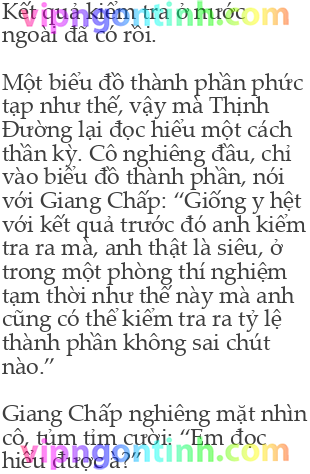 Kết quả kiểm tra ở nước
vipngontinh.com
ngoài đã có rồi.
Một biểu đồ thành phần phức
tạp như thế, vậy mà Thịnh
Đường lại đọc hiểu một cách
thần kỳ. Cô nghiêng đầu, chỉ
vào biểu đồ thành phần, nói
với Giang Chấp: “Giống y hệt
với kết quả trước đó anh kiểm
tra ra mà, anh thật là siêu, ở
trong một phòng thí nghiệm
tạm thời như thế này mà anh
cũng có thể kiểm tra ra tỷ lệ
thành phần không sai chút
nào.”
Giang Chấp nghiêng mặt nhìn
cô, tủm tỉm cười: “Em đọc
vipngontinh.com
hiểu được à?”